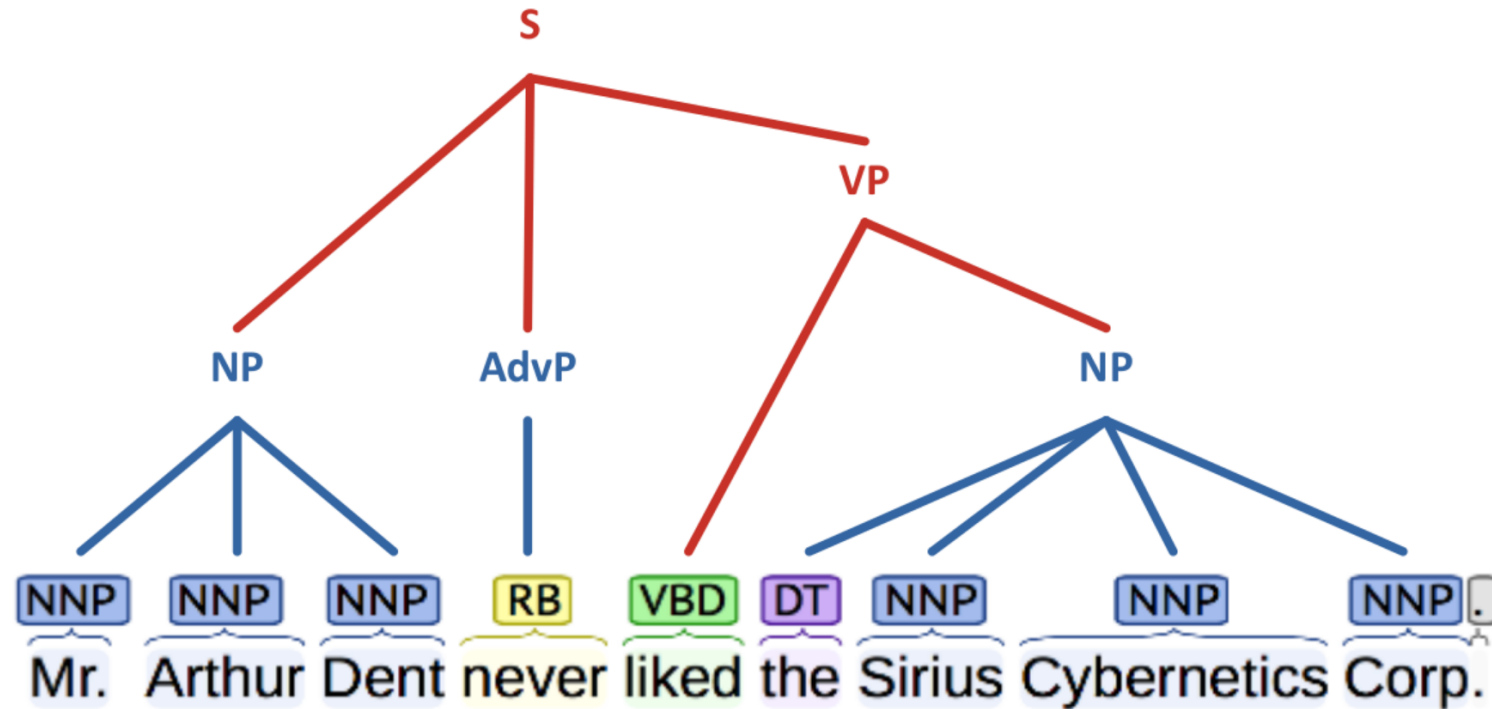 S
VP
NP AdvP NP
NNP NNP NNP RB VBD DT NNP NNP NNP .
Mr. Arthur Dent never liked the Sirius Cybernetics Corp.